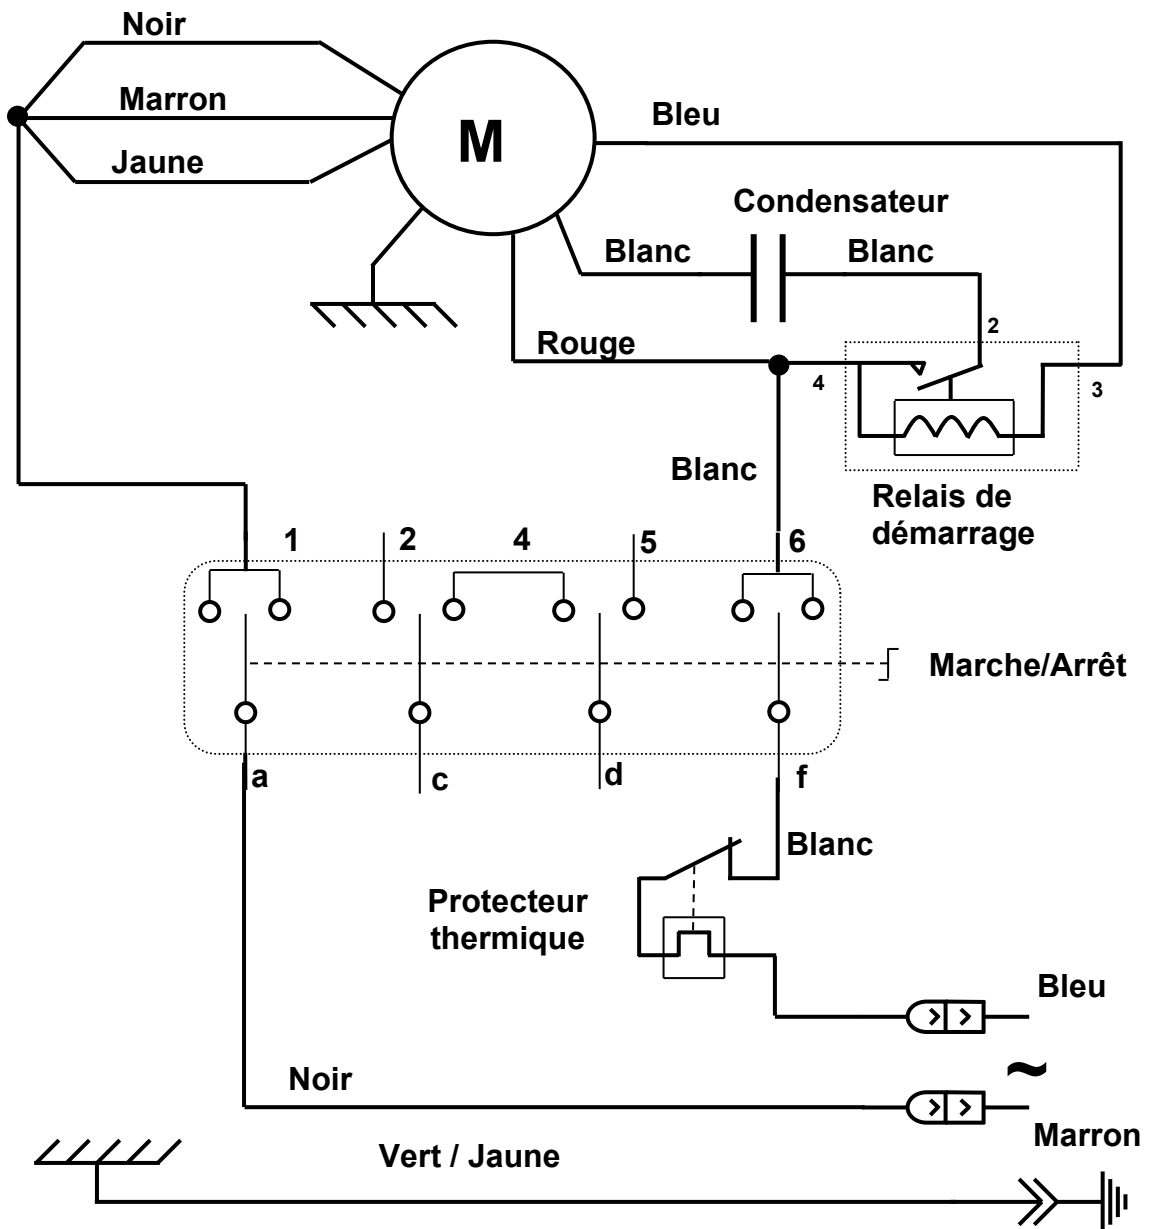 Noir
Marron
Jaune
M
Bleu
Condensateur
Blanc
Blanc
2
Rouge
4
3
Blanc
Relais de
démarrage
1
2
4
5
6
Marche/Arrêt
a
c
d
f
Blanc
Protecteur
thermique
Bleu
~
Noir
Marron
Vert / Jaune